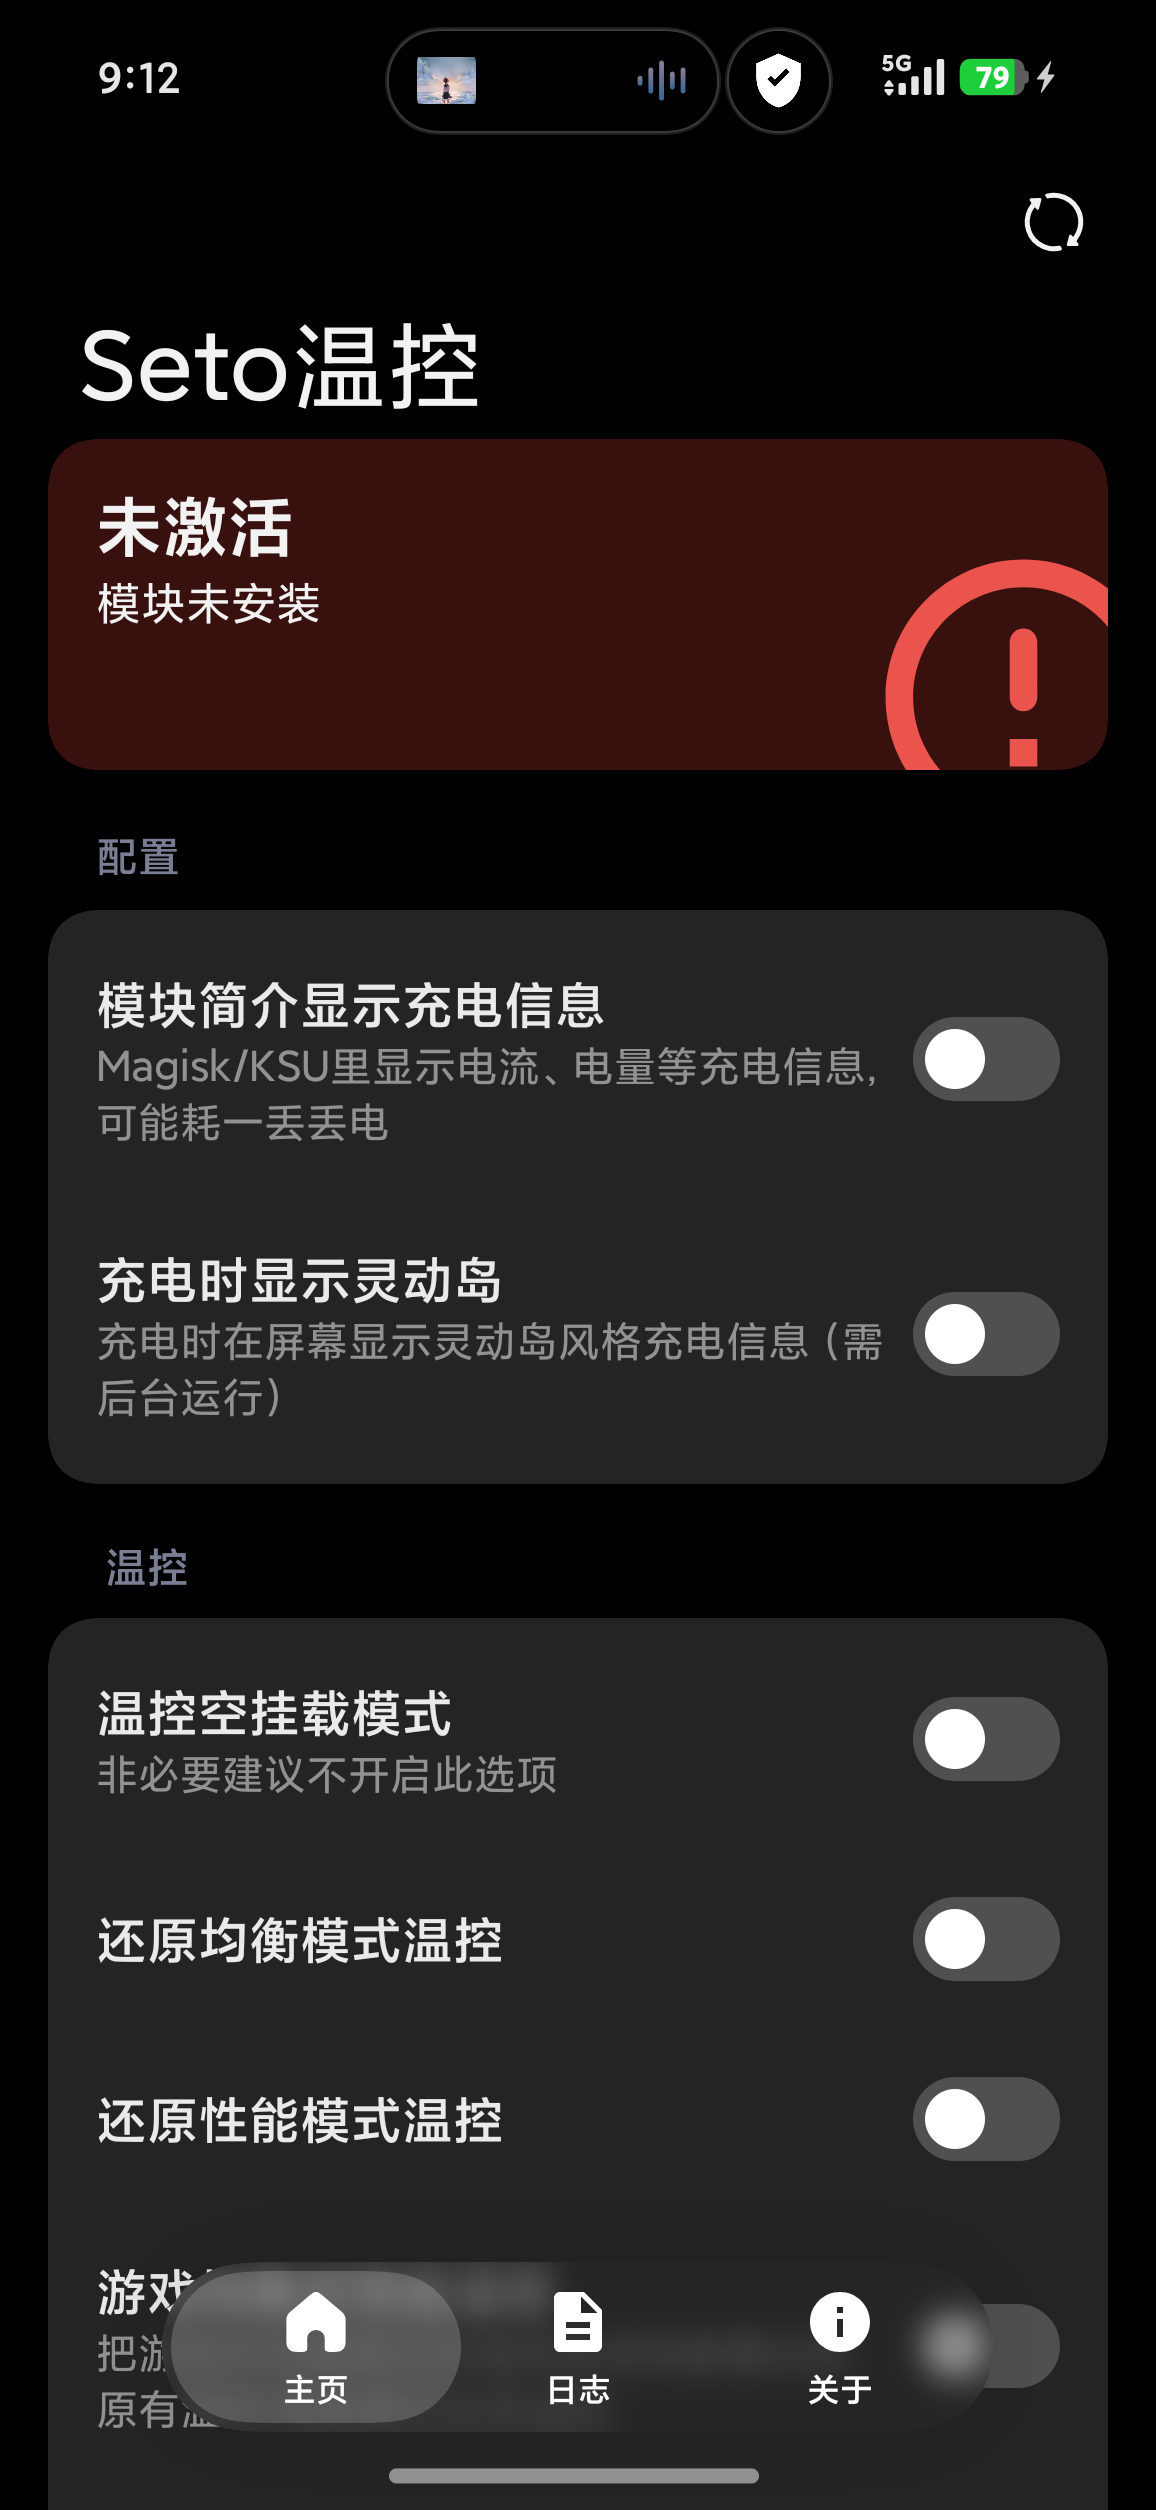 9:12
5G
79
Seto温控
未激活
模块未安装
配置
模块简介显示充电信息
Magisk/KSU里显示电流、电量等充电信息,
可能耗一丢丢电
充电时显示灵动岛
充电时在屏幕显示灵动岛风格充电信息（需
后台运行）
温控
温控空挂载模式
非必要建议不开启此选项
还原均衡模式温控
还原性能模式温控
游戏
把游
原有温
主页
日志
关于